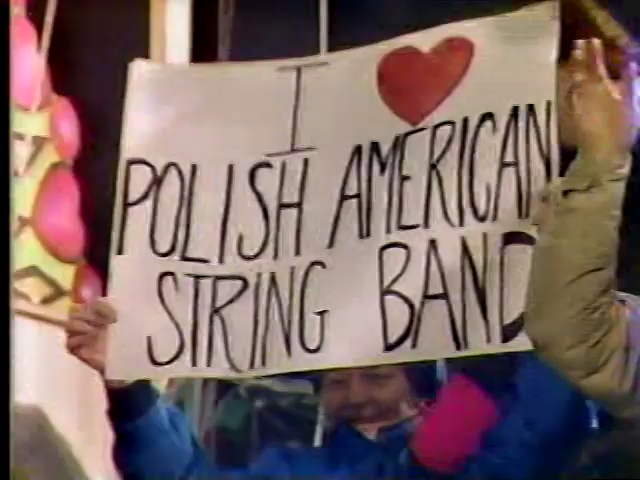 I ❤
POLISH AMERICAN
STRING BAND